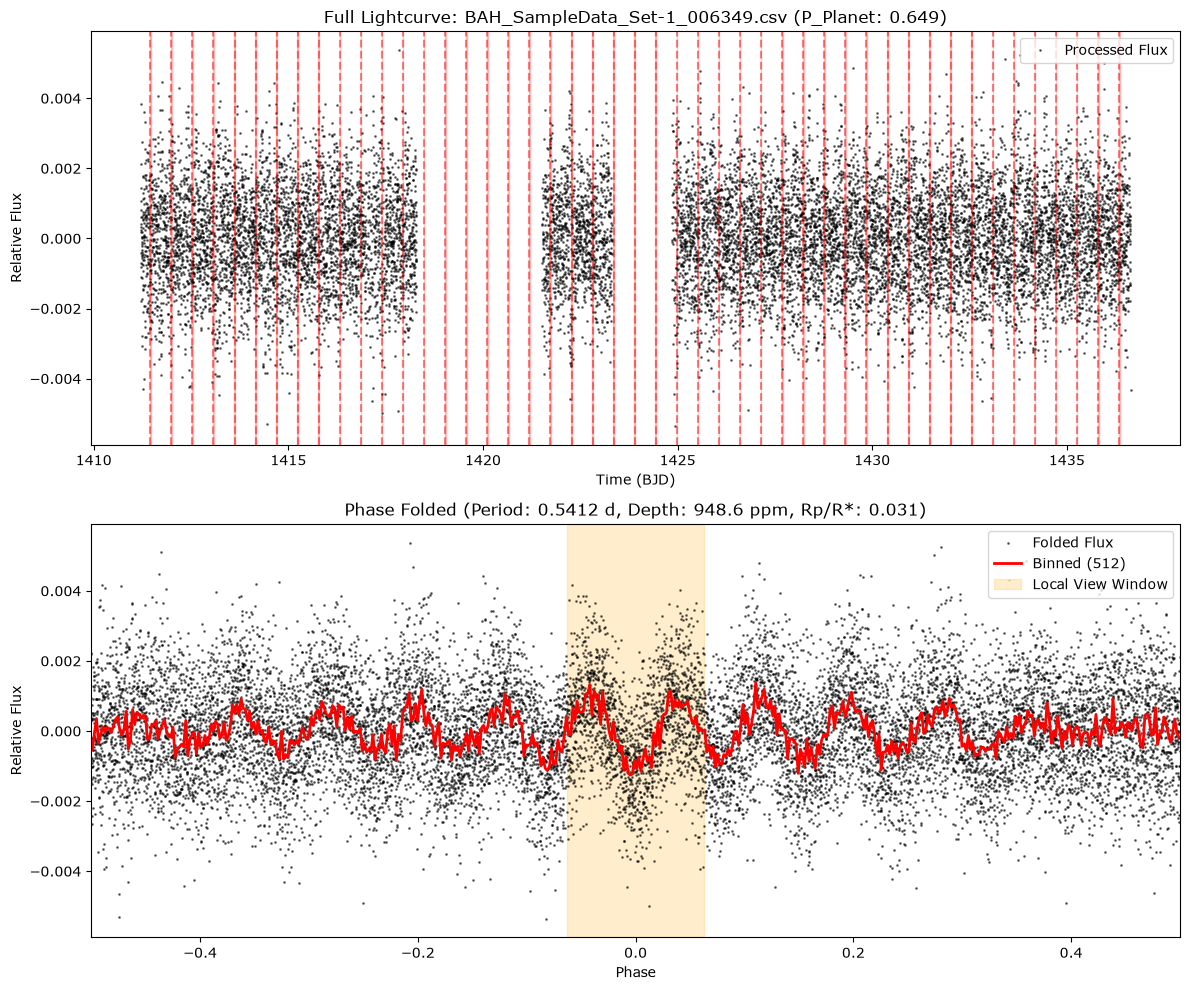 Full Lightcurve: BAH_SampleData_Set-1_006349.csv (P_Planet: 0.649)
Processed Flux
Relative Flux
0.004
0.002
0.000
−0.002
−0.004
1410 1415 1420 1425 1430 1435
Time (BJD)
Phase Folded (Period: 0.5412 d, Depth: 948.6 ppm, Rp/R*: 0.031)
Folded Flux
Binned (512)
Local View Window
Relative Flux
0.004
0.002
0.000
−0.002
−0.004
−0.4 −0.2 0.0 0.2 0.4
Phase